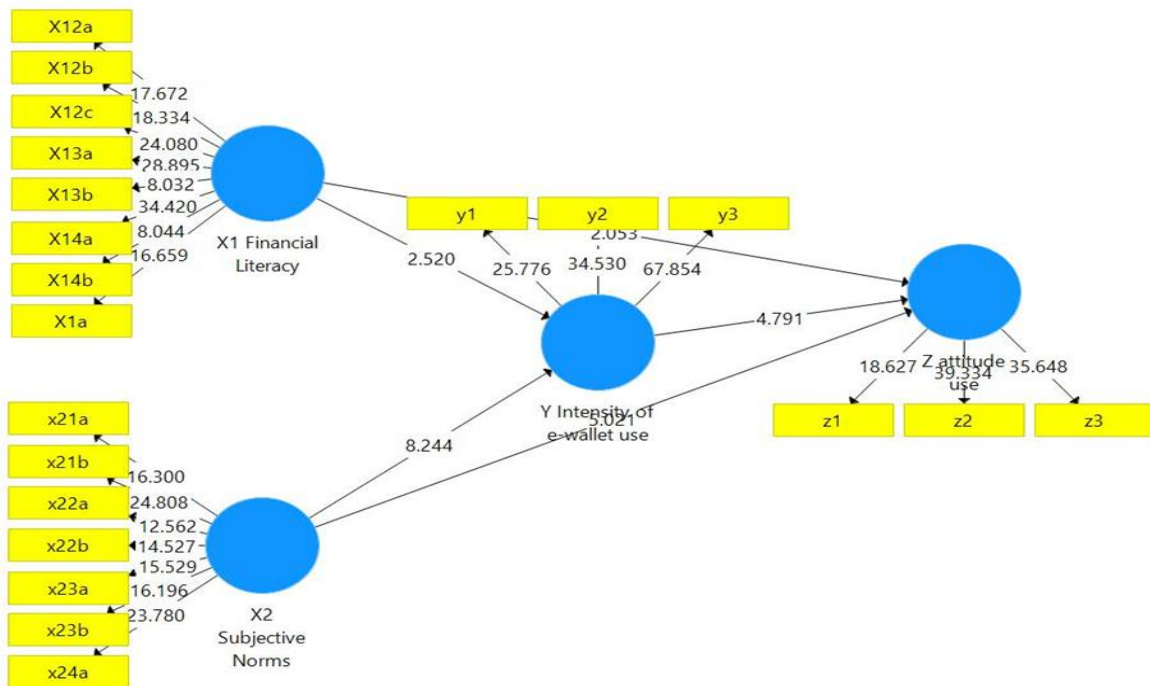 X12a
X12b
X12c
X13a
X13b
X14a
X14b
X1a
17.672
18.334
24.080
28.895
8.032
34.420
8.044
16.659
X1 Financial
Literacy
2.520
2.053
y1
y2
y3
25.776
34.530
67.854
Y Intensity of
e-wallet use
4.791
5.021
8.244
Z attitude
use
18.627
39.334
35.648
z1
z2
z3
x21a
x21b
x22a
x22b
x23a
x23b
x24a
16.300
24.808
12.562
14.527
15.529
16.196
23.780
X2
Subjective
Norms